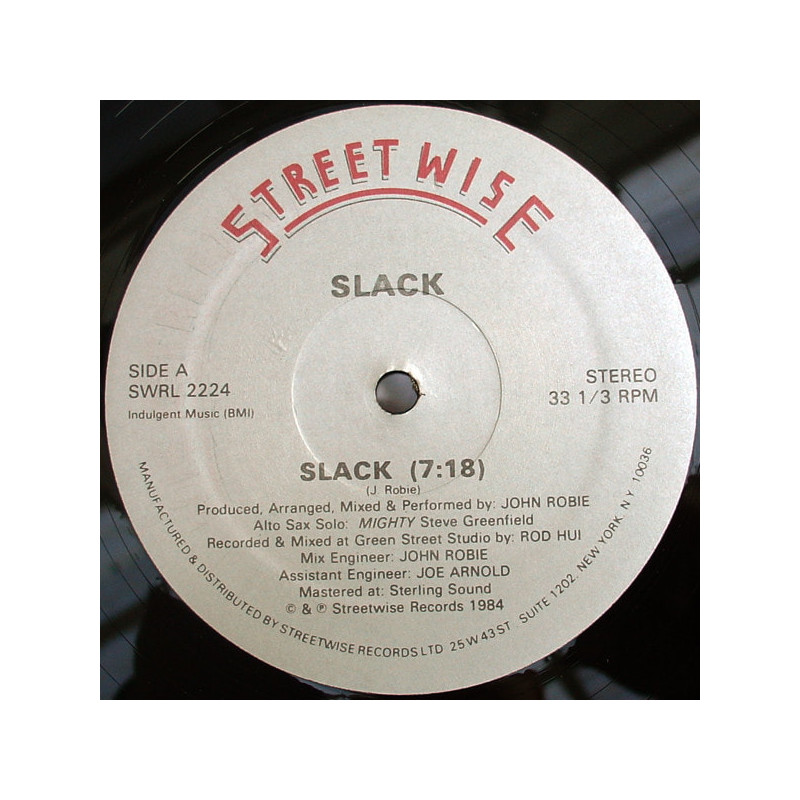 STREETWISE
SLACK
SIDE A
SWRL 2224
Indulgent Music (BMI)
STEREO
33 1/3 RPM
SLACK (7:18)
(J. Robie)
Produced, Arranged, Mixed & Performed by: JOHN ROBIE
Alto Sax Solo: MIGHTY Steve Greenfield
Recorded & Mixed at Green Street Studio by: ROD HUI
Mix Engineer: JOHN ROBIE
Assistant Engineer: JOE ARNOLD
Mastered at: Sterling Sound
© & ℗ Streetwise Records 1984
MANUFACTURED & DISTRIBUTED BY STREETWISE RECORDS LTD 25 W 43 ST. SUITE 1202. NEW YORK. N Y 10036